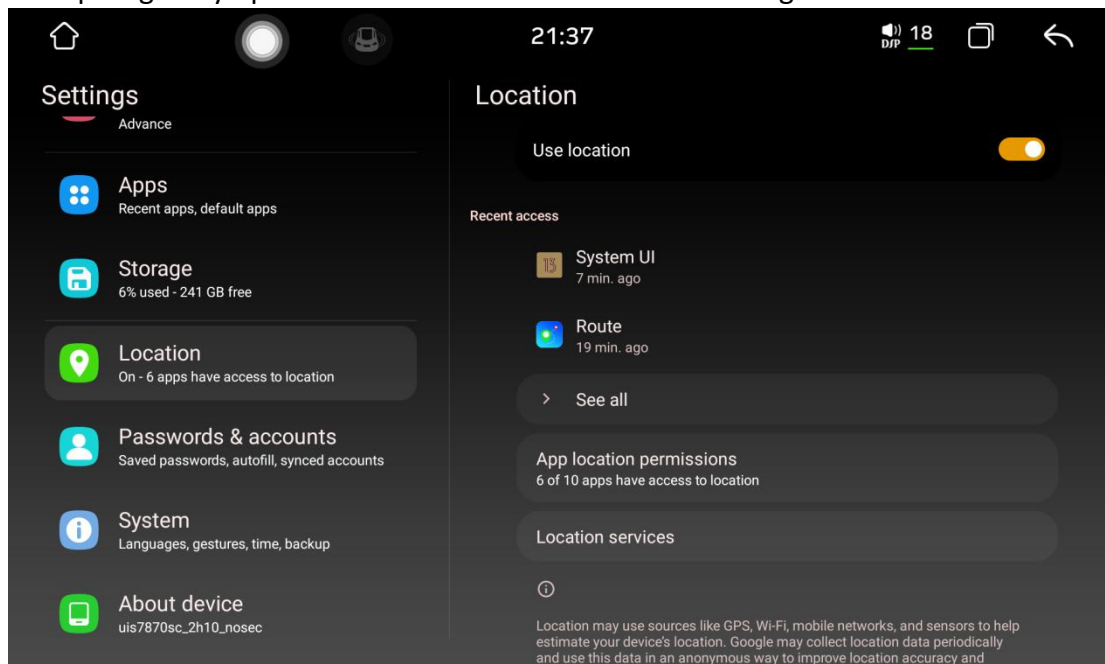 21:37
DSP 18
Settings
Advance
Apps
Recent apps, default apps
Storage
6% used - 241 GB free
Location
On - 6 apps have access to location
Passwords & accounts
Saved passwords, autofill, synced accounts
System
Languages, gestures, time, backup
About device
uis7870sc_2h10_nosec
Location
Use location
Recent access
13
System UI
7 min. ago
Route
19 min. ago
See all
App location permissions
6 of 10 apps have access to location
Location services
Location may use sources like GPS, Wi-Fi, mobile networks, and sensors to help
estimate your device’s location. Google may collect location data periodically
and use this data in an anonymous way to improve location accuracy and